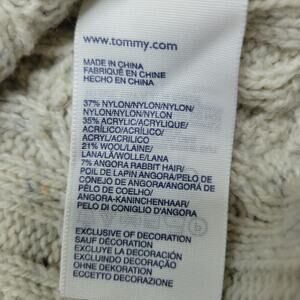 www.tommy.com
MADE IN CHINA
FABRIQUÉ EN CHINE
HECHO EN CHINA
37% NYLON/NYLON/NYLON/
NYLON/NYLON/NYLON
35% ACRYLIC/ACRYLIQUE/
ACRÍLICO/ACRÍLICO/
ACRYL/ACRILICO
21% WOOL/LAINE/
LANA/LÃ/WOLLE/LANA
7% ANGORA RABBIT HAIR/
POIL DE LAPIN ANGORA/PELO DE
CONEJO DE ANGORA/ANGORÁ DE
PÊLO DE COELHO/
ANGORA-KANINCHENHAAR/
PELO DI CONIGLIO D'ANGORA
EXCLUSIVE OF DECORATION
SAUF DÉCORATION
EXCLUYE LA DECORACIÓN
EXCLUINDO DECORAÇÃO
OHNE DEKORATION
ECCETTO DECORAZIONE